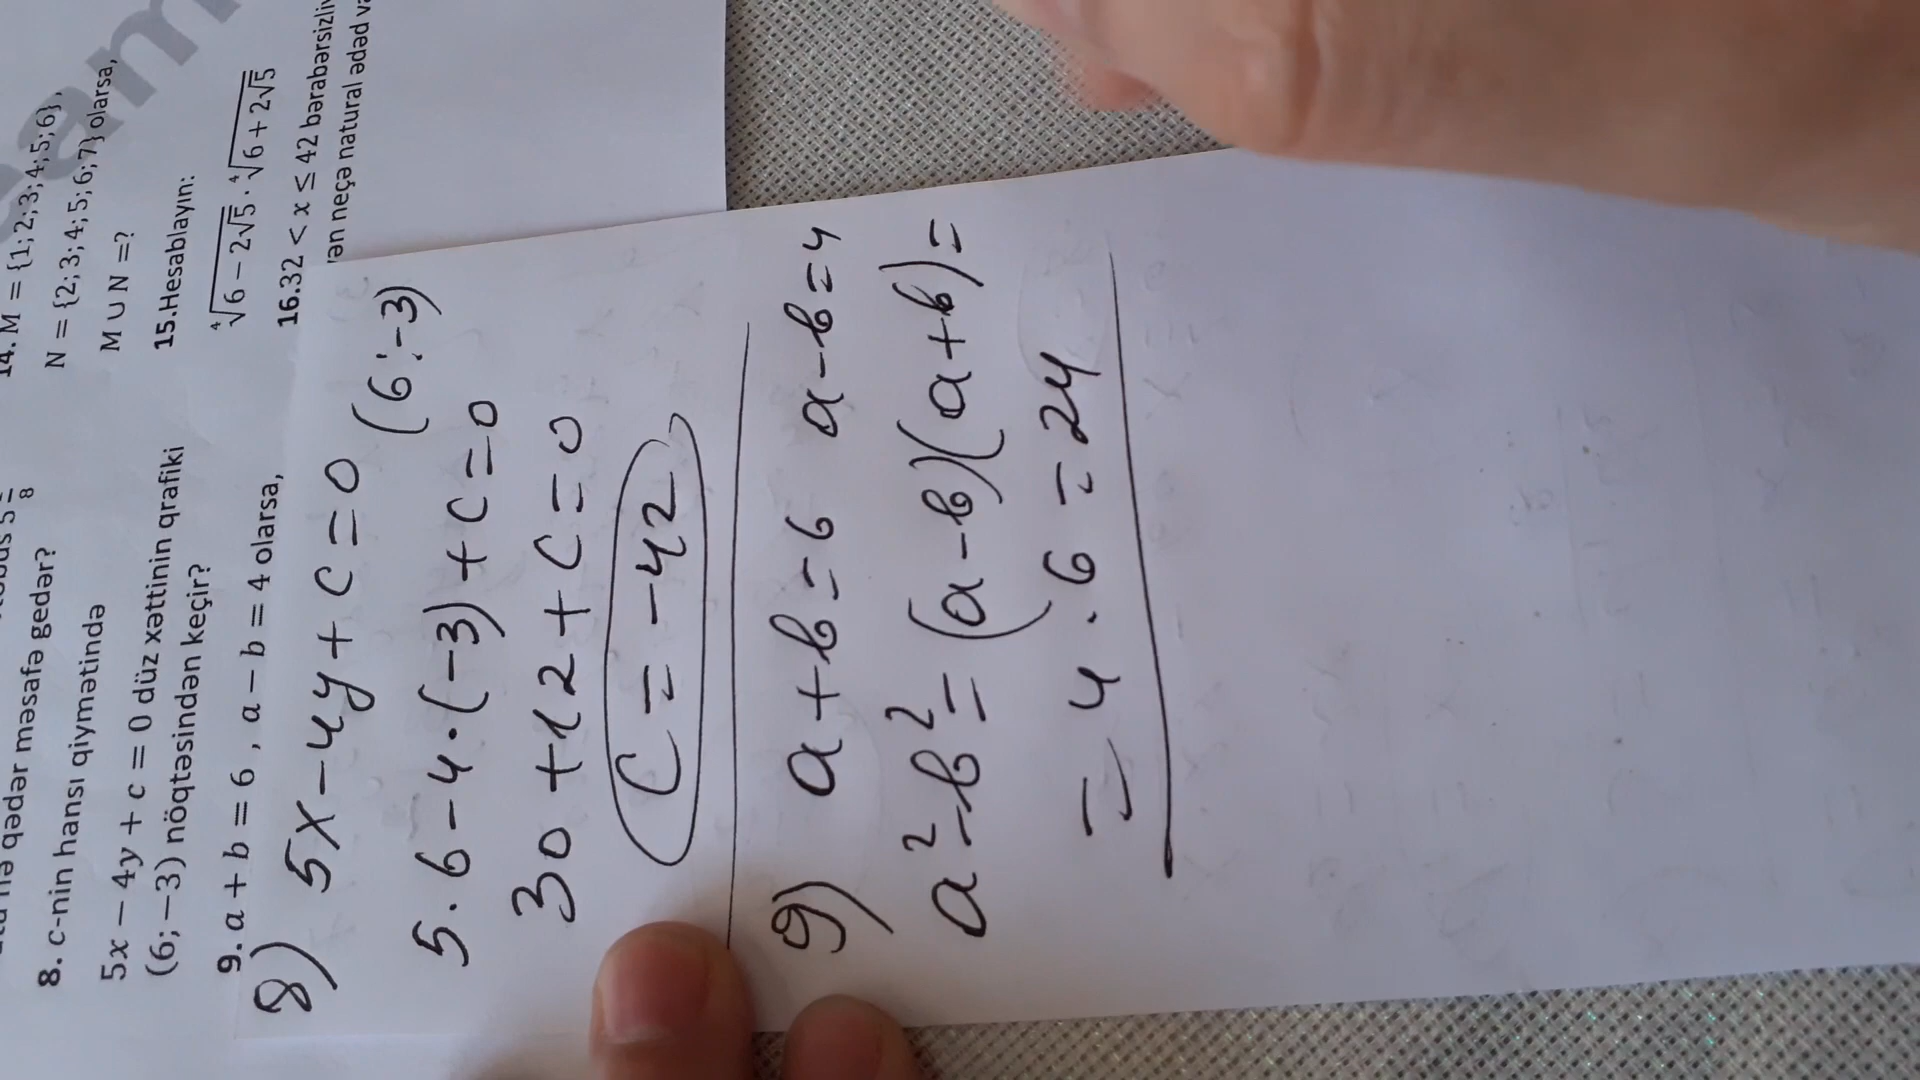 qədər məsafə gedər?
8. c-nin hansı qiymətində
5x − 4y + c = 0 düz xəttinin qrafiki
(6; −3) nöqtəsindən keçir?
9. a + b = 6 , a − b = 4 olarsa,
14. M = {1; 2; 3; 4; 5; 6},
N = {2; 3; 4; 5; 6; 7} olarsa,
M ∪ N =?
15.Hesablayın:
⁴√6 − 2√5 · ⁴√6 + 2√5
16.32 < x ≤ 42
neçə natural ədəd
8) 5x-4y+c=0 (6;-3)
5·6-4·(-3)+c=0
30+12+c=0
c=-42
9) a+b=6 a-b=4
a²-b²=(a-b)(a+b)=
=4·6=24